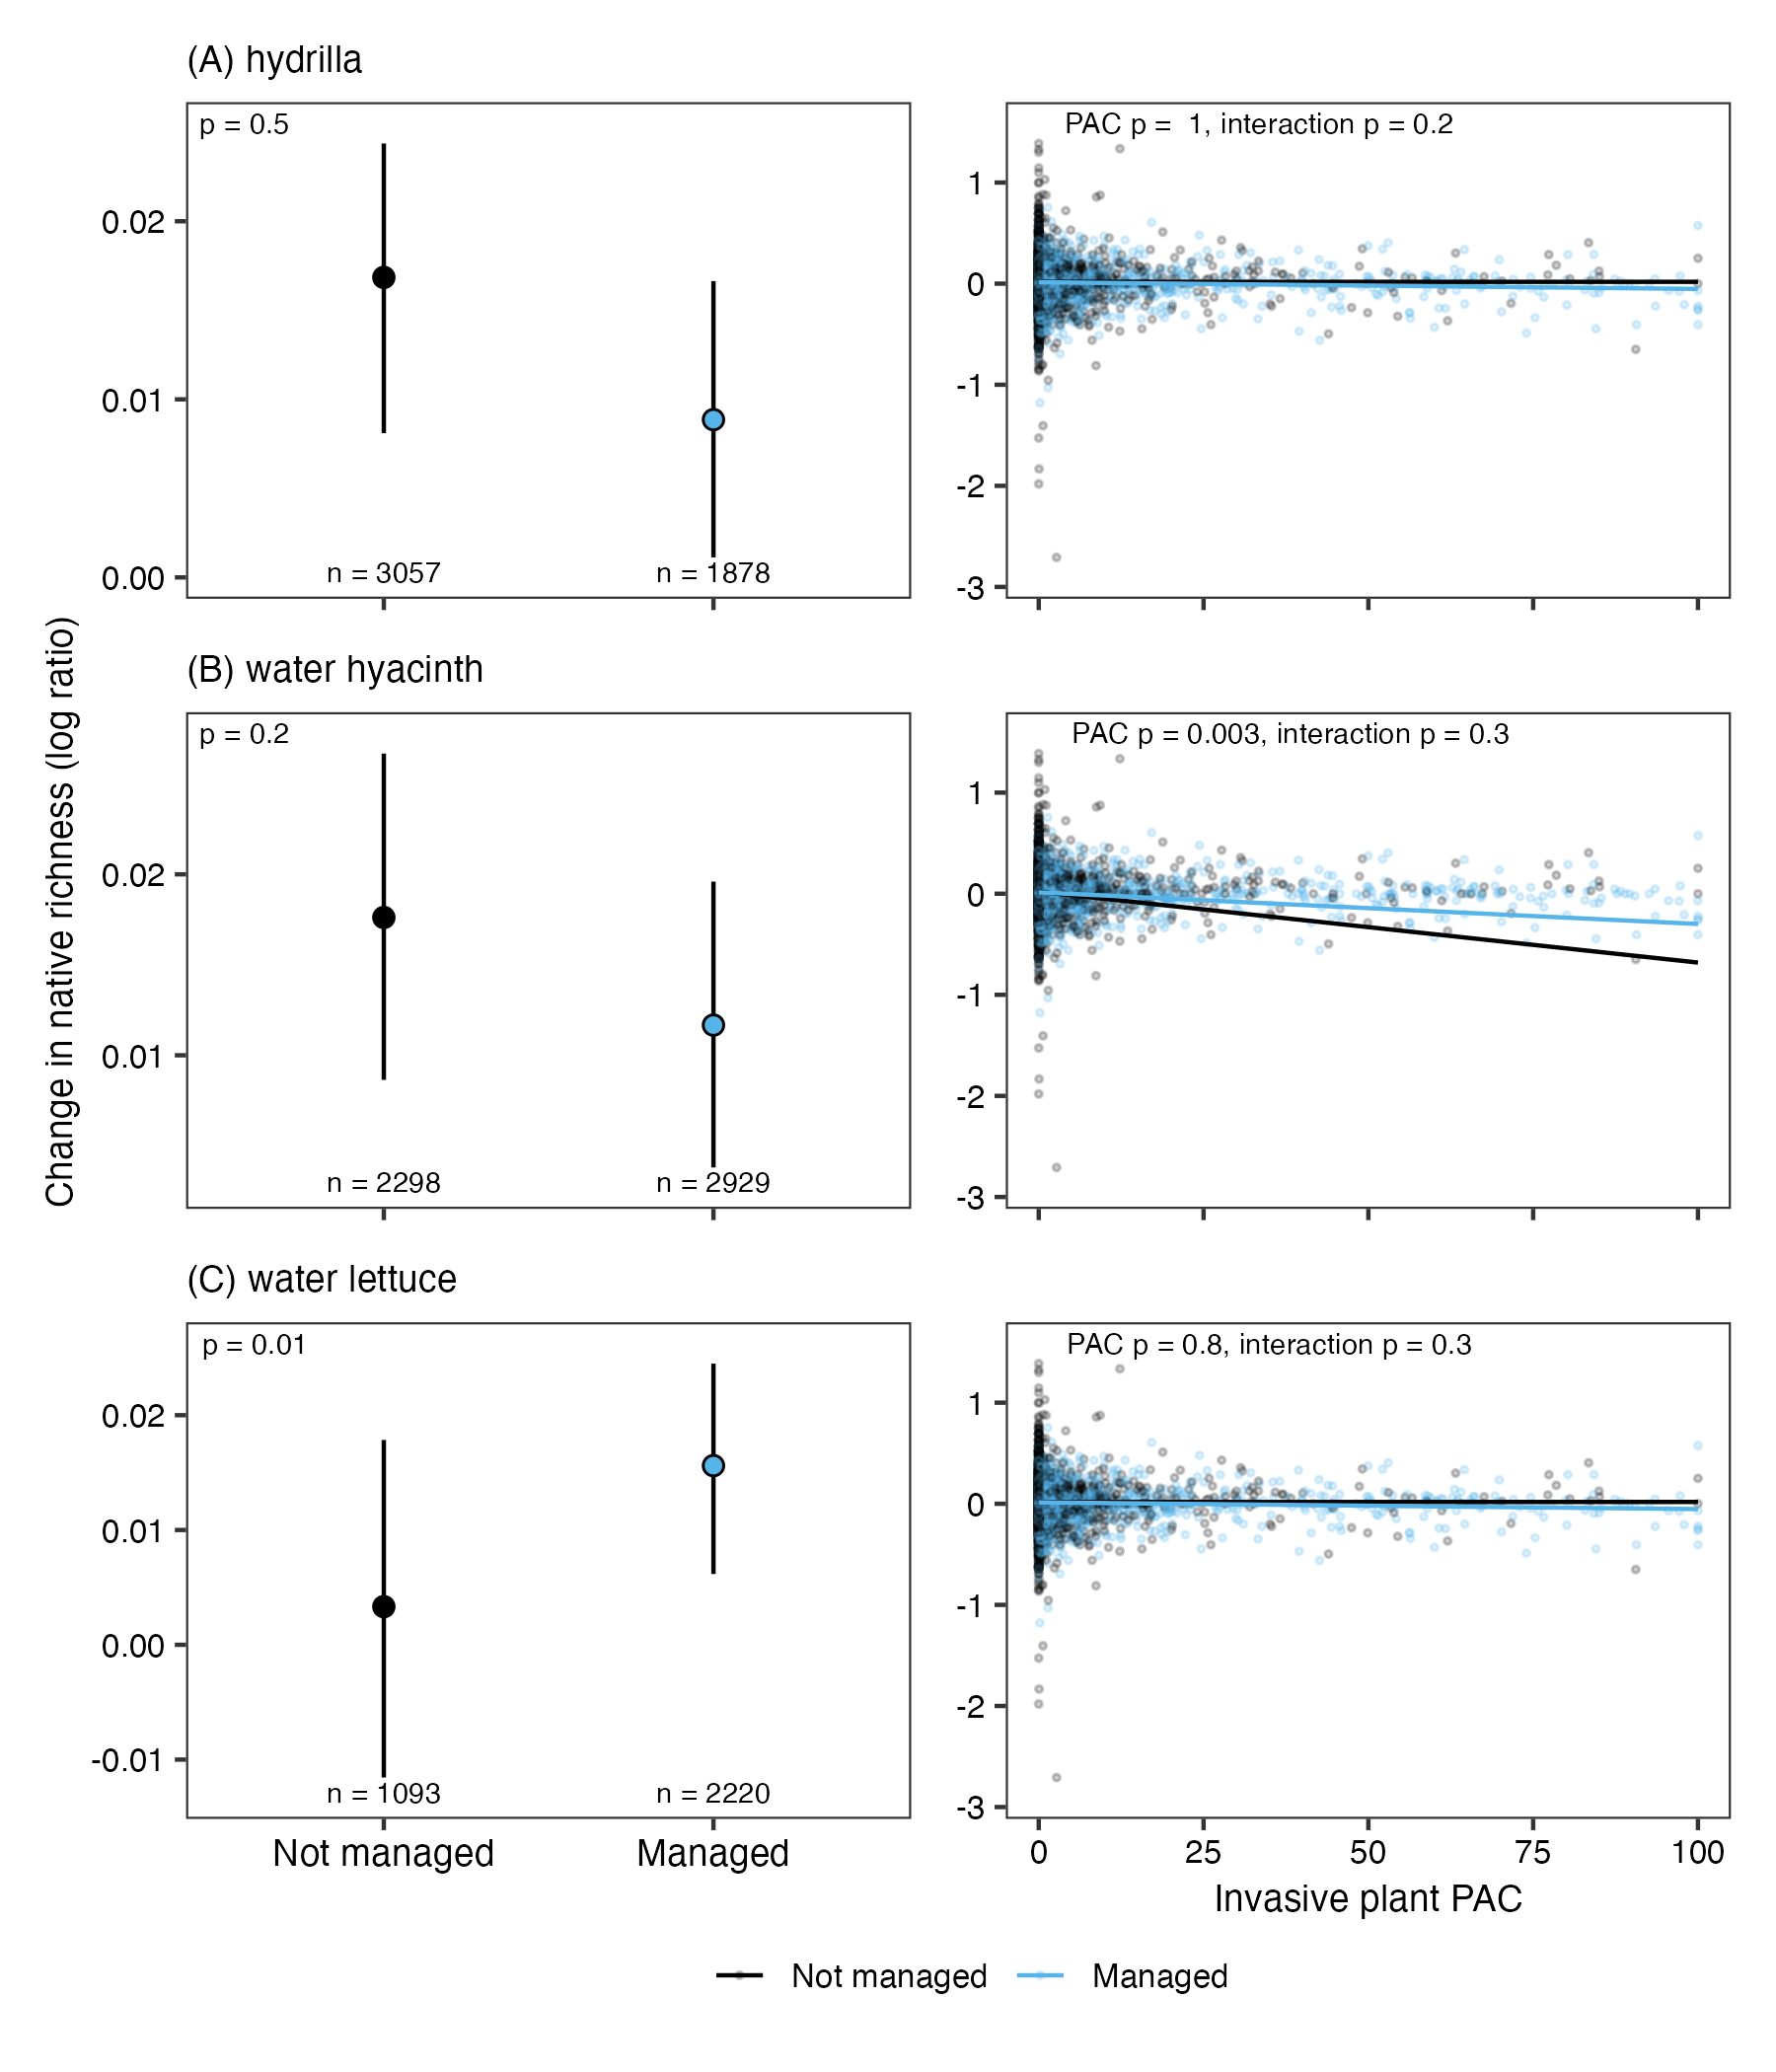 (A) hydrilla
p = 0.5
0.02
0.01
0.00
n = 3057
n = 1878
PAC p =  1, interaction p = 0.2
1
0
-1
-2
-3
Change in native richness (log ratio)
(B) water hyacinth
p = 0.2
0.02
0.01
n = 2298
n = 2929
PAC p = 0.003, interaction p = 0.3
1
0
-1
-2
-3
(C) water lettuce
p = 0.01
0.02
0.01
0.00
-0.01
n = 1093
n = 2220
Not managed
Managed
PAC p = 0.8, interaction p = 0.3
1
0
-1
-2
-3
0
25
50
75
100
Invasive plant PAC
Not managed
Managed